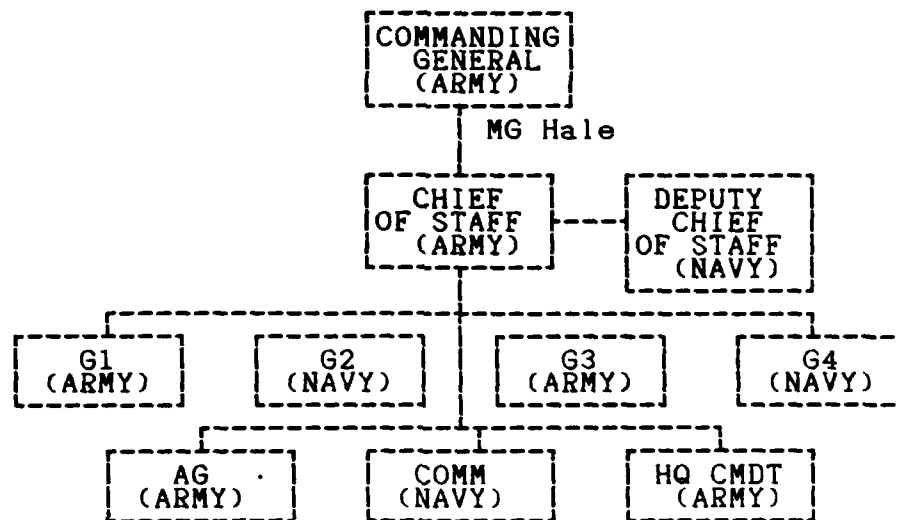 COMMANDING
GENERAL
(ARMY)
MG Hale
CHIEF
OF STAFF
(ARMY)
DEPUTY
CHIEF
OF STAFF
(NAVY)
G1
(ARMY)
G2
(NAVY)
G3
(ARMY)
G4
(NAVY)
AG
(ARMY)
COMM
(NAVY)
HQ CMDT
(ARMY)